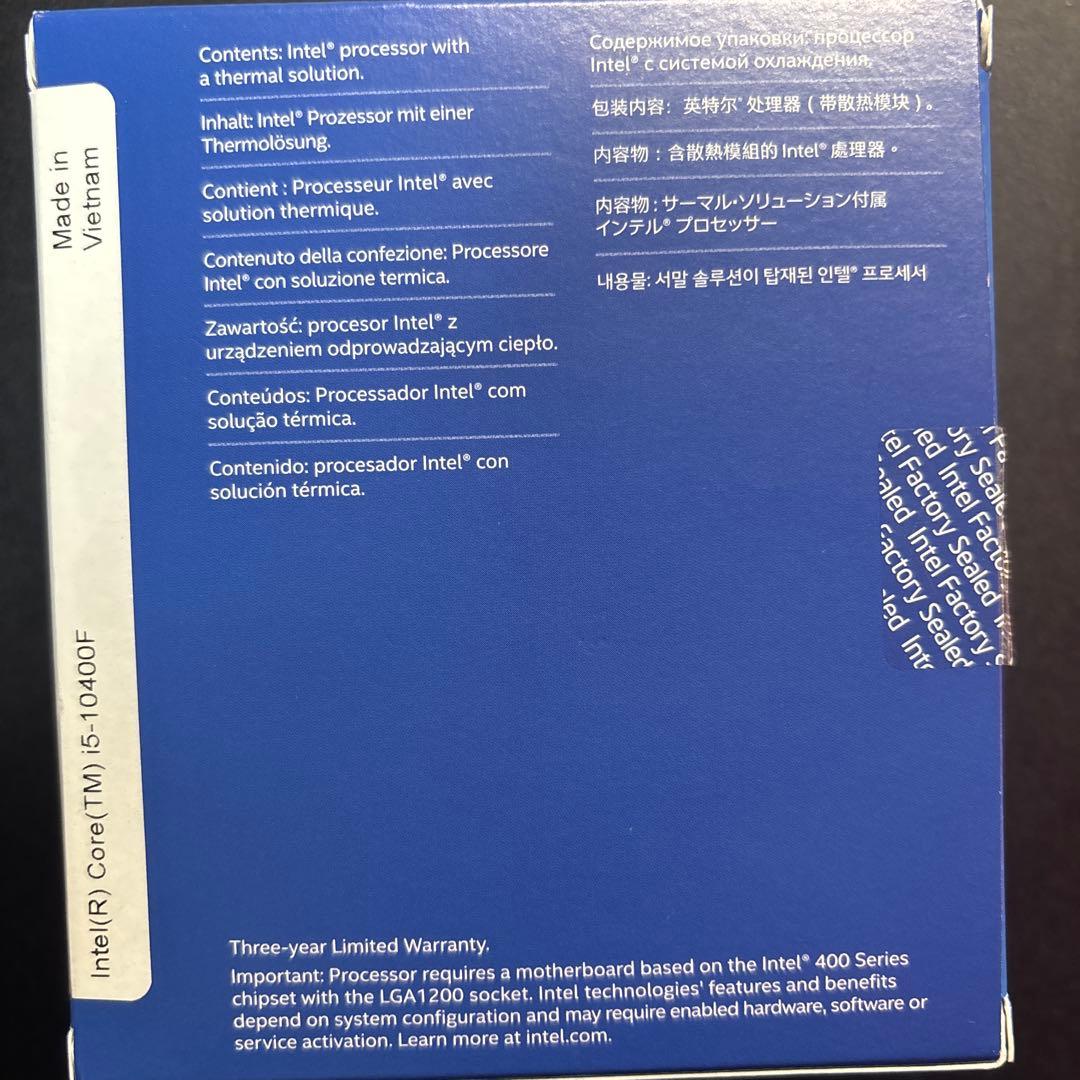 Made in
Vietnam
Intel(R) Core(TM) i5-10400F
Contents: Intel® processor with
a thermal solution.
Inhalt: Intel® Prozessor mit einer
Thermolösung.
Contient : Processeur Intel® avec
solution thermique.
Contenuto della confezione: Processore
Intel® con soluzione termica.
Zawartość: procesor Intel® z
urządzeniem odprowadzającym ciepło.
Conteúdos: Processador Intel® com
solução térmica.
Contenido: procesador Intel® con
solución térmica.
Содержимое упаковки: процессор
Intel® с системой охлаждения.
包装内容：英特尔® 处理器（带散热模块）。
内容物：含散熱模組的 Intel® 處理器。
内容物：サーマル・ソリューション付属
インテル® プロセッサー
내용물: 서말 솔루션이 탑재된 인텔® 프로세서
Intel Factory
Factory Sealed
Intel Factory
Factory Sealed
Three-year Limited Warranty.
Important: Processor requires a motherboard based on the Intel® 400 Series
chipset with the LGA1200 socket. Intel technologies' features and benefits
depend on system configuration and may require enabled hardware, software or
service activation. Learn more at intel.com.